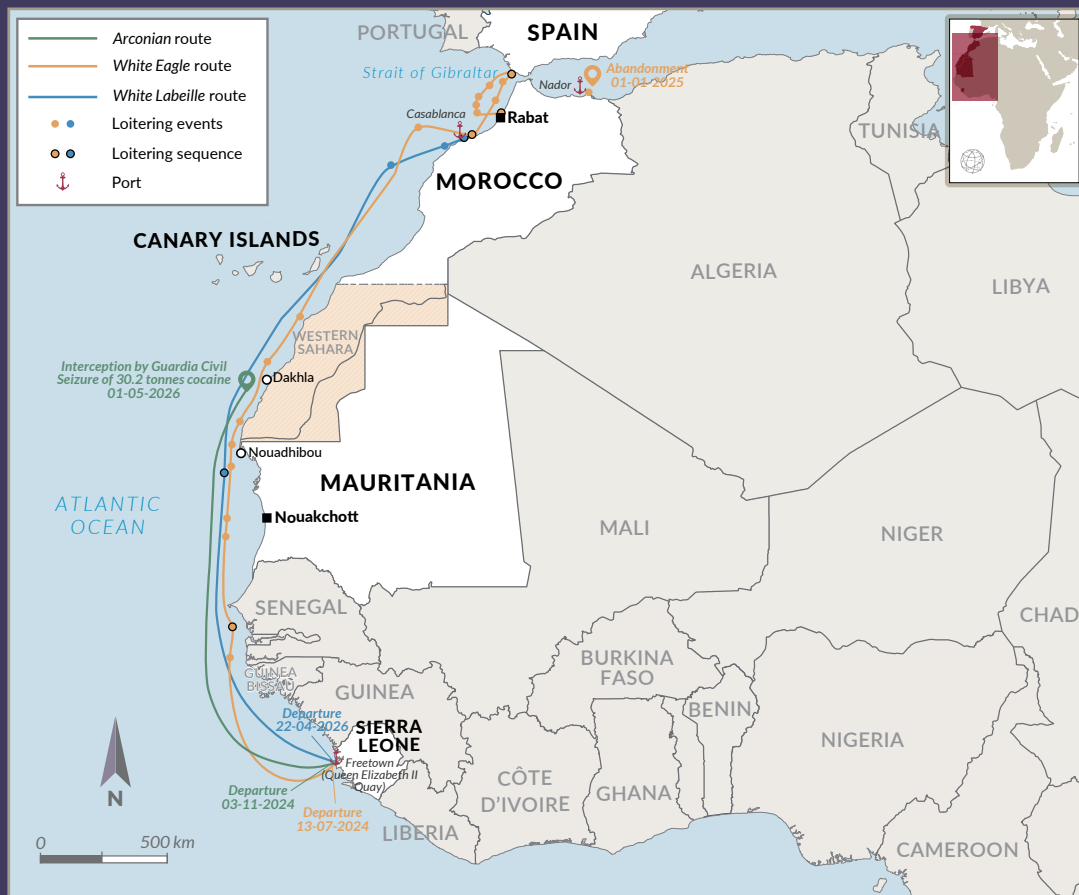 Arconian route
White Eagle route
White Labeille route
Loitering events
Loitering sequence
Port
PORTUGAL
SPAIN
Strait of Gibraltar
Nador
Abandonment
01-01-2025
Casablanca
Rabat
TUNISIA
MOROCCO
CANARY ISLANDS
ALGERIA
LIBYA
WESTERN
SAHARA
Interception by Guardia Civil
Seizure of 30.2 tonnes cocaine
01-05-2026
Dakhla
Nouadhibou
MAURITANIA
ATLANTIC
OCEAN
Nouakchott
MALI
NIGER
SENEGAL
CHAD
BURKINA
FASO
GUINEA
BISSAU
GUINEA
BENIN
Departure
22-04-2026
SIERRA
LEONE
NIGERIA
Freetown
(Queen Elizabeth II
Quay)
CÔTE
D'IVOIRE
GHANA
Departure
03-11-2024
Departure
13-07-2024
LIBERIA
CAMEROON
N
0 500 km